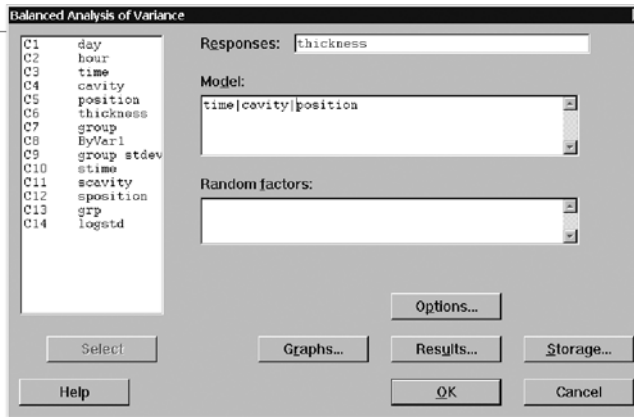 Balanced Analysis of Variance
C1 day
C2 hour
C3 time
C4 cavity
C5 position
C6 thickness
C7 group
C8 ByVar1
C9 group stdev
C10 stime
C11 scavity
C12 sposition
C13 grp
C14 logstd
Responses: thickness
Model:
time|cavity|position
Random factors:
Options...
Select Graphs... Results... Storage...
Help OK Cancel